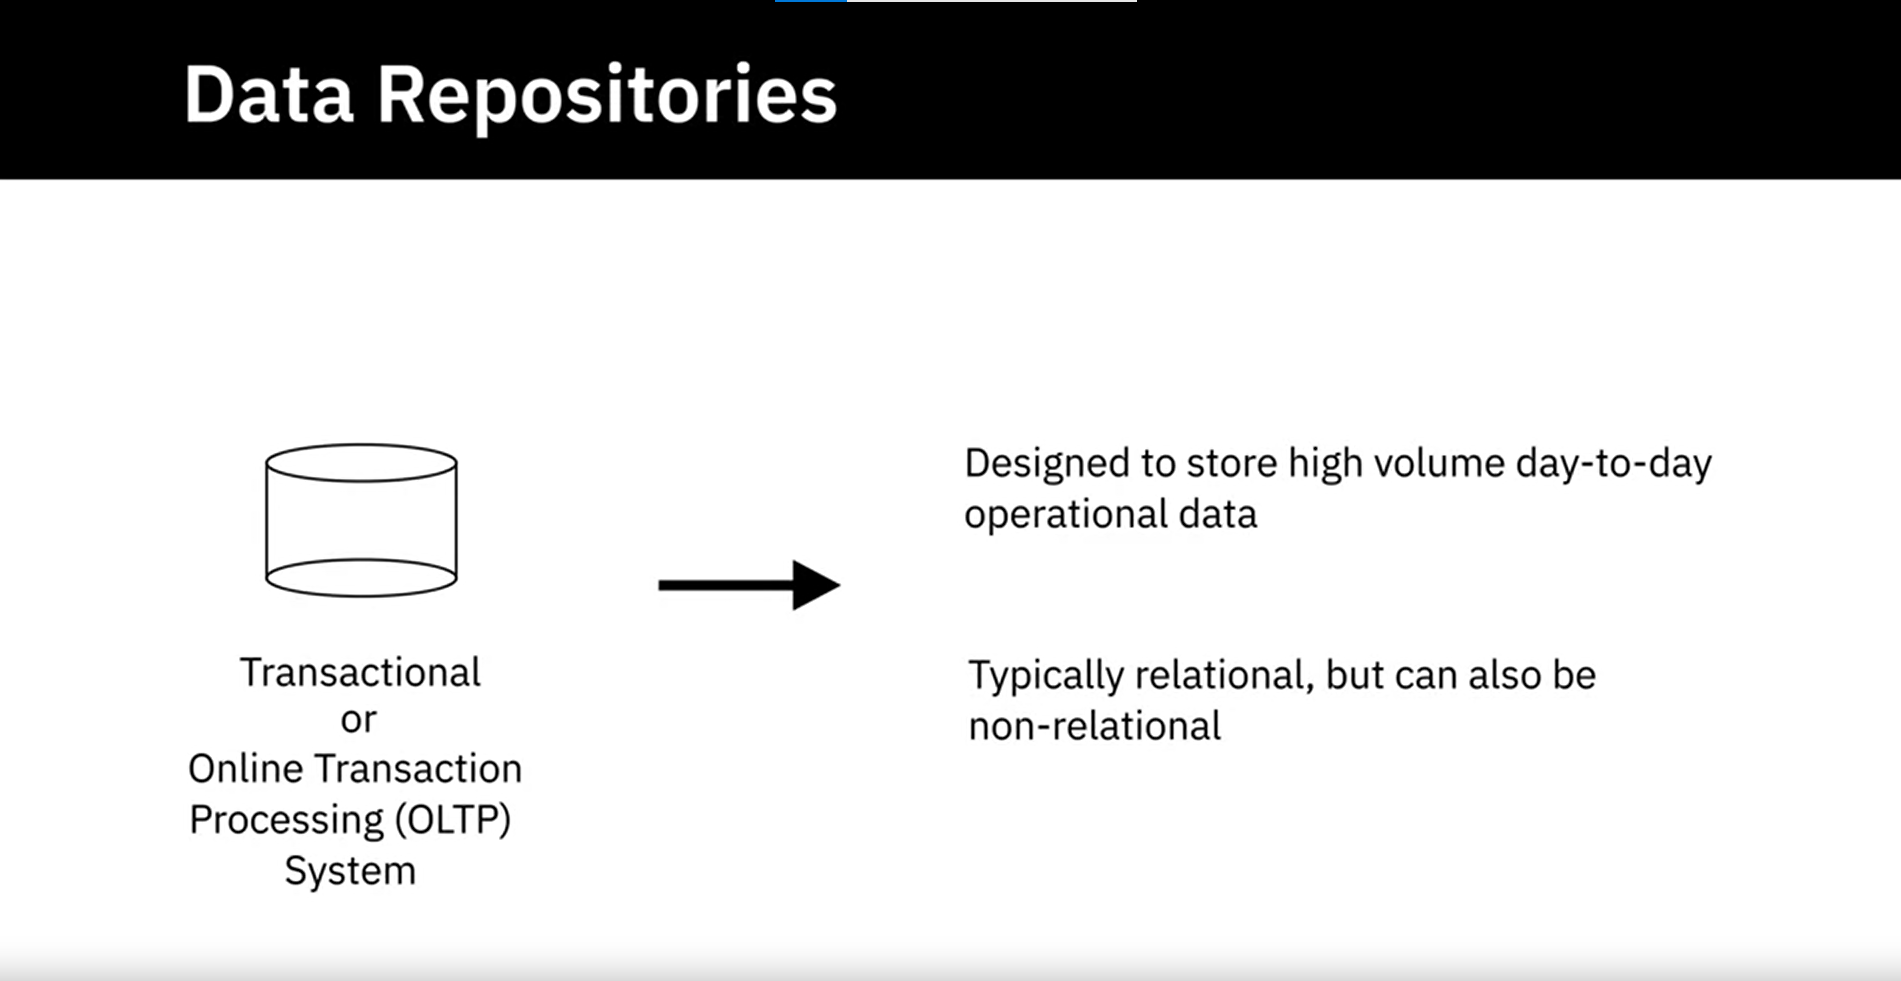 Data Repositories
Transactional
or
Online Transaction
Processing (OLTP)
System
Designed to store high volume day-to-day
operational data
Typically relational, but can also be
non-relational